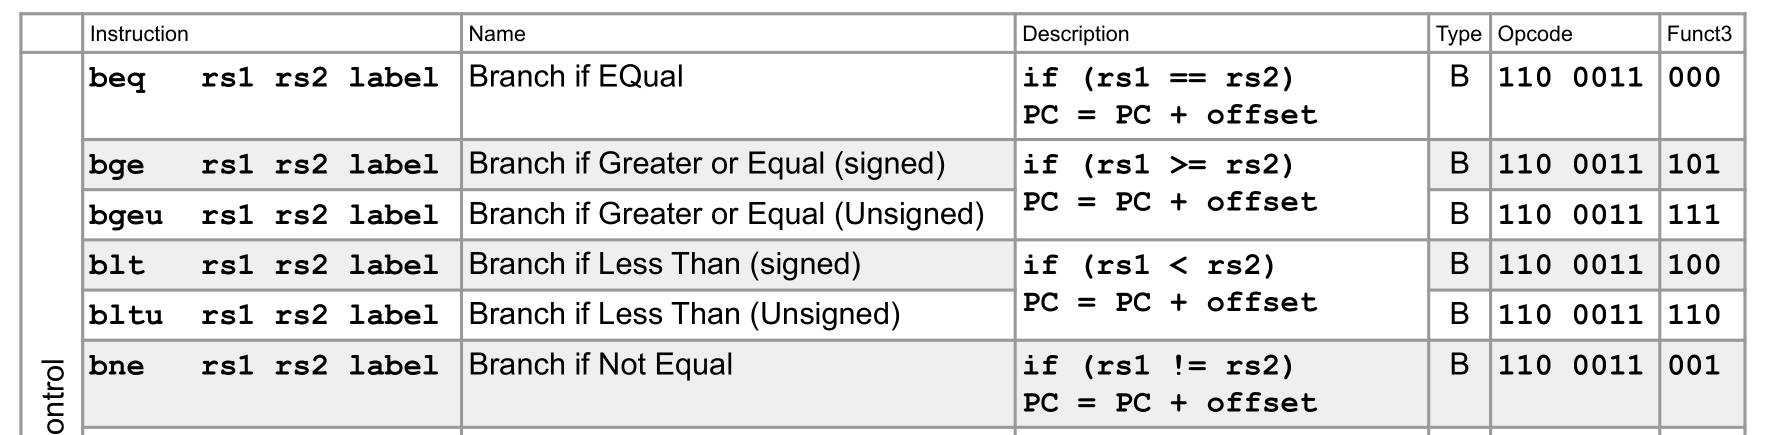 Instruction Name Description Type Opcode Funct3
beq rs1 rs2 label Branch if EQual if (rs1 == rs2) B 110 0011 000
PC = PC + offset
bge rs1 rs2 label Branch if Greater or Equal (signed) if (rs1 >= rs2) B 110 0011 101
PC = PC + offset
bgeu rs1 rs2 label Branch if Greater or Equal (Unsigned) B 110 0011 111
blt rs1 rs2 label Branch if Less Than (signed) if (rs1 < rs2) B 110 0011 100
PC = PC + offset
bltu rs1 rs2 label Branch if Less Than (Unsigned) B 110 0011 110
bne rs1 rs2 label Branch if Not Equal if (rs1 != rs2) B 110 0011 001
PC = PC + offset
ontrol